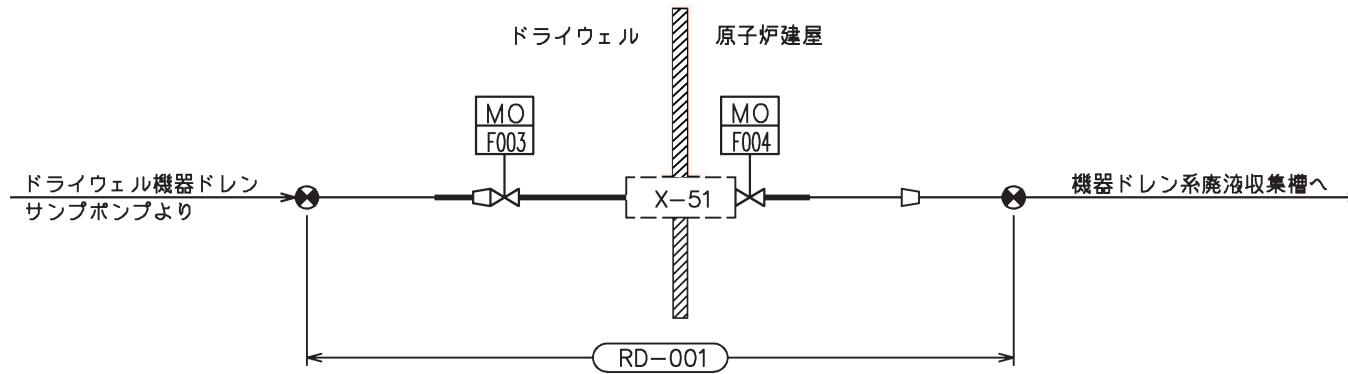 ドライウェル
原子炉建屋
MO
F003
MO
F004
ドライウェル機器ドレン
サンプポンプより
X-51
機器ドレン系廃液収集槽へ
RD-001